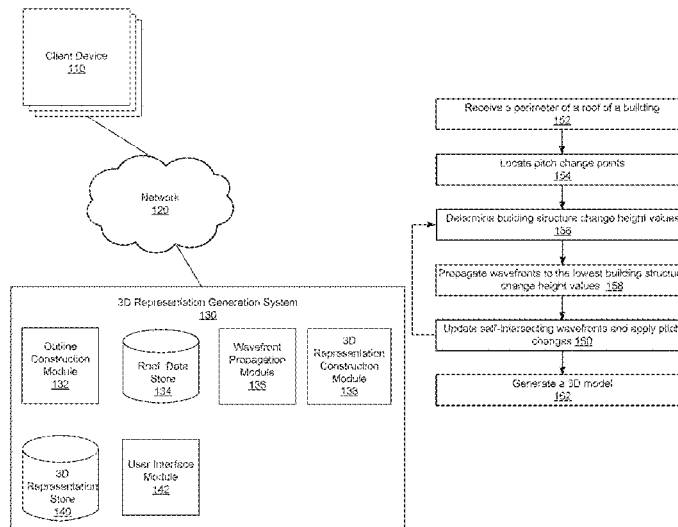 Client Device
110
Network
120
3D Representation Generation System
130
Outline
Construction Module
132
Roof Data
Store
134
Wavefront
Propagation
Module
136
3D
Representation
Construction Module
138
3D
Representation
Store
140
User Interface
Module
142
Receive a perimeter of a roof of a building
152
Locate pitch change points
154
Determine building structure change height values
156
Propagate wavefronts to the lowest building structure
change height values 158
Update self-intersecting wavefronts and apply pitch
changes 160
Generate a 3D model
162